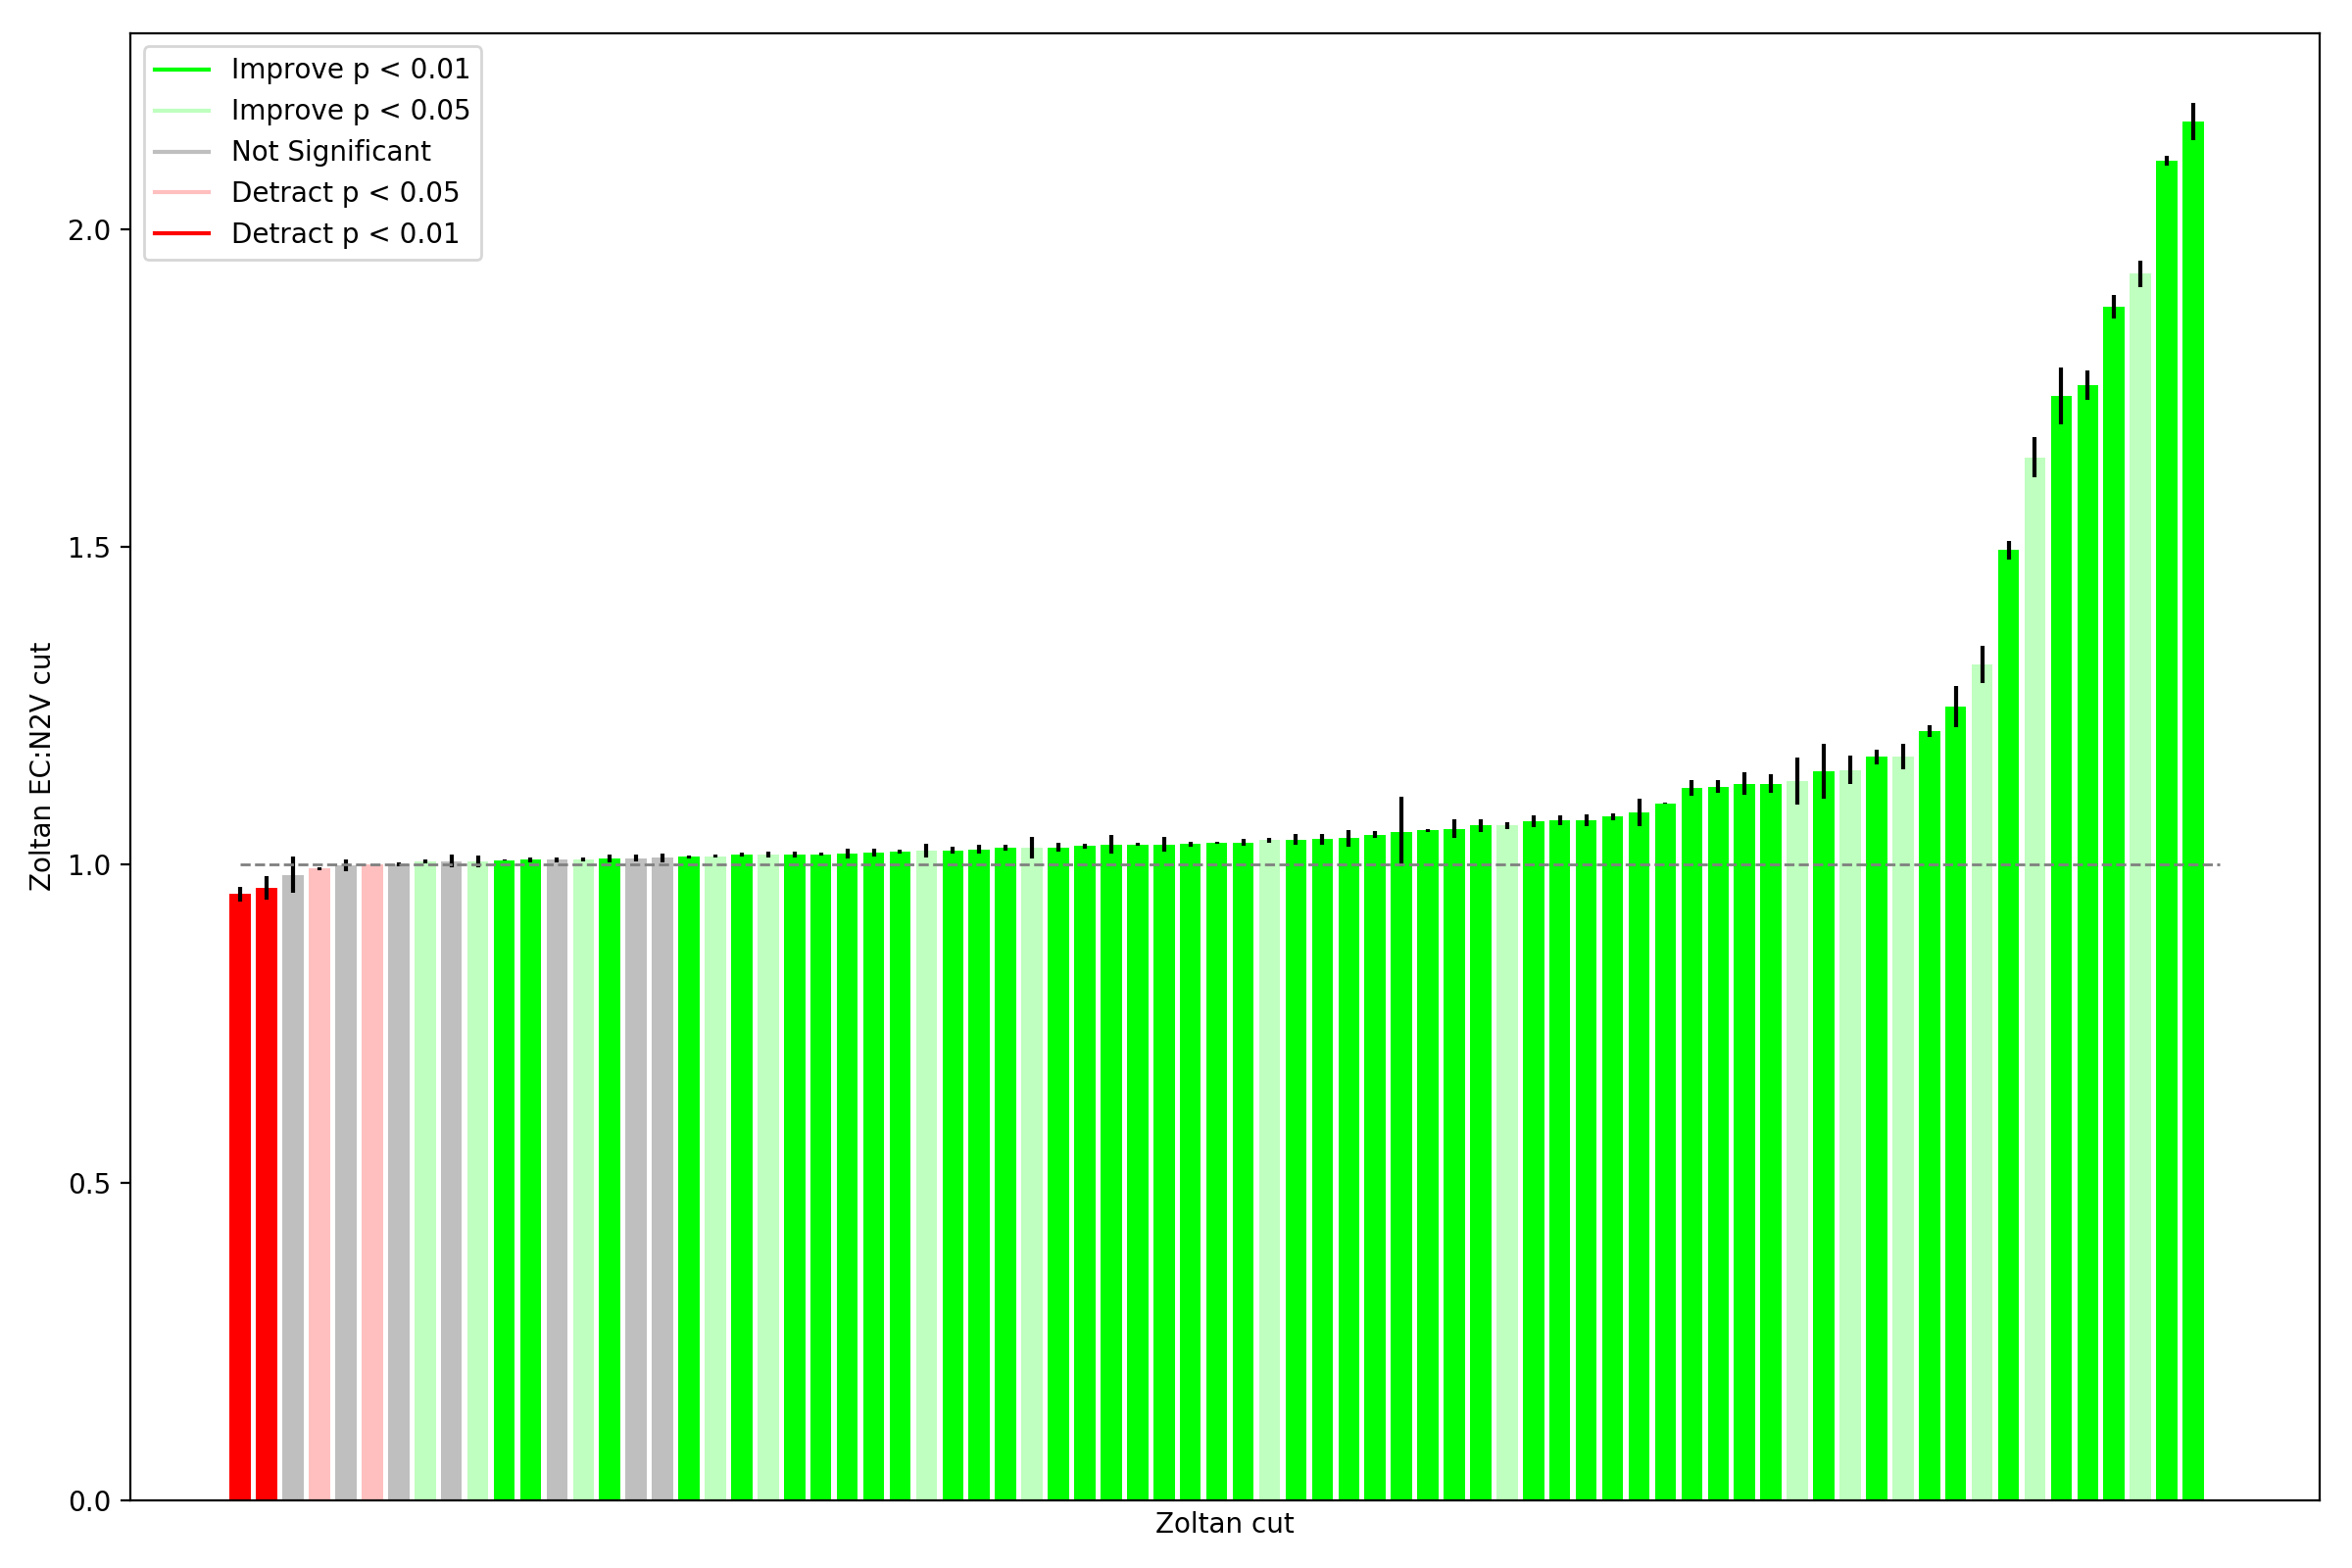 Improve p < 0.01
Improve p < 0.05
Not Significant
Detract p < 0.05
Detract p < 0.01
2.0
1.5
1.0
0.5
0.0
Zoltan EC:N2V cut
Zoltan cut